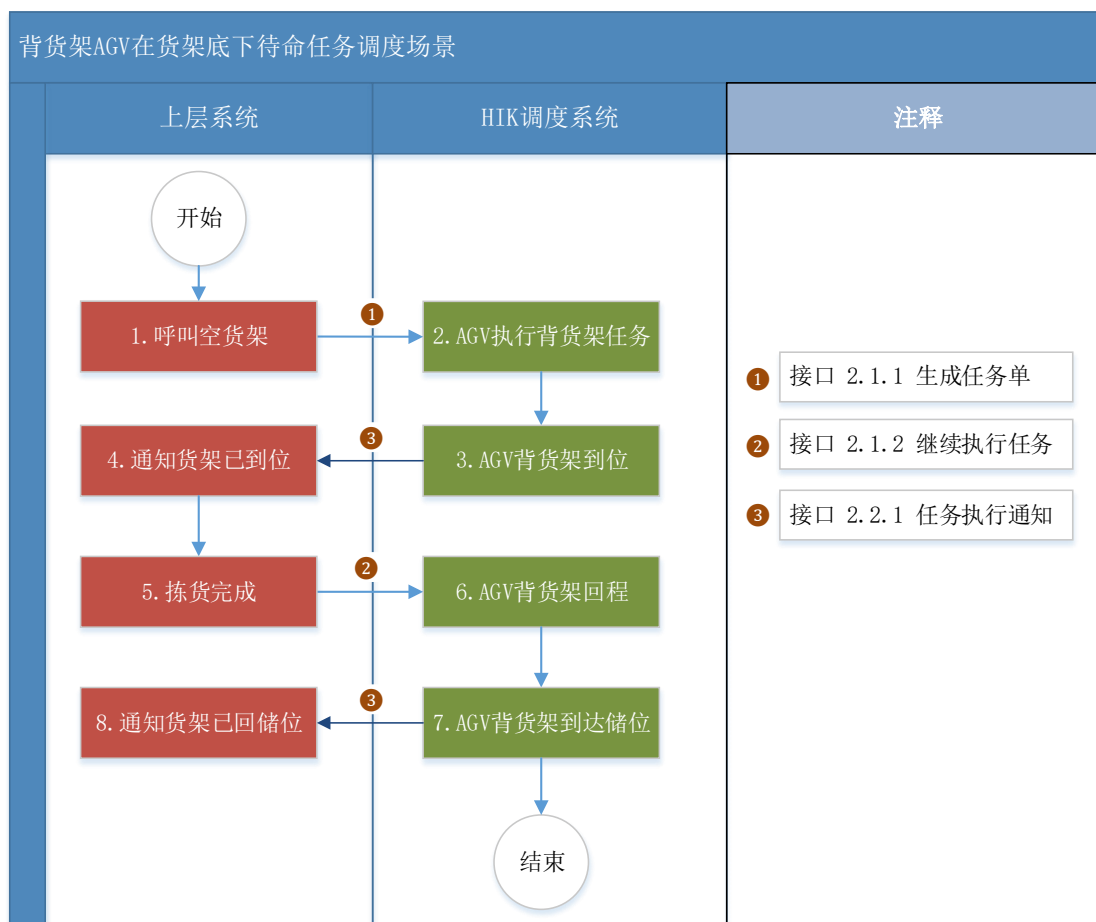 背货架AGV在货架底下待命任务调度场景
上层系统
HIK调度系统
注释
开始
1.呼叫空货架
1
2.AGV执行背货架任务
1
接口 2.1.1 生成任务单
4.通知货架已到位
3
3.AGV背货架到位
2
接口 2.1.2 继续执行任务
3
接口 2.2.1 任务执行通知
5.拣货完成
2
6.AGV背货架回程
8.通知货架已回储位
3
7.AGV背货架到达储位
结束